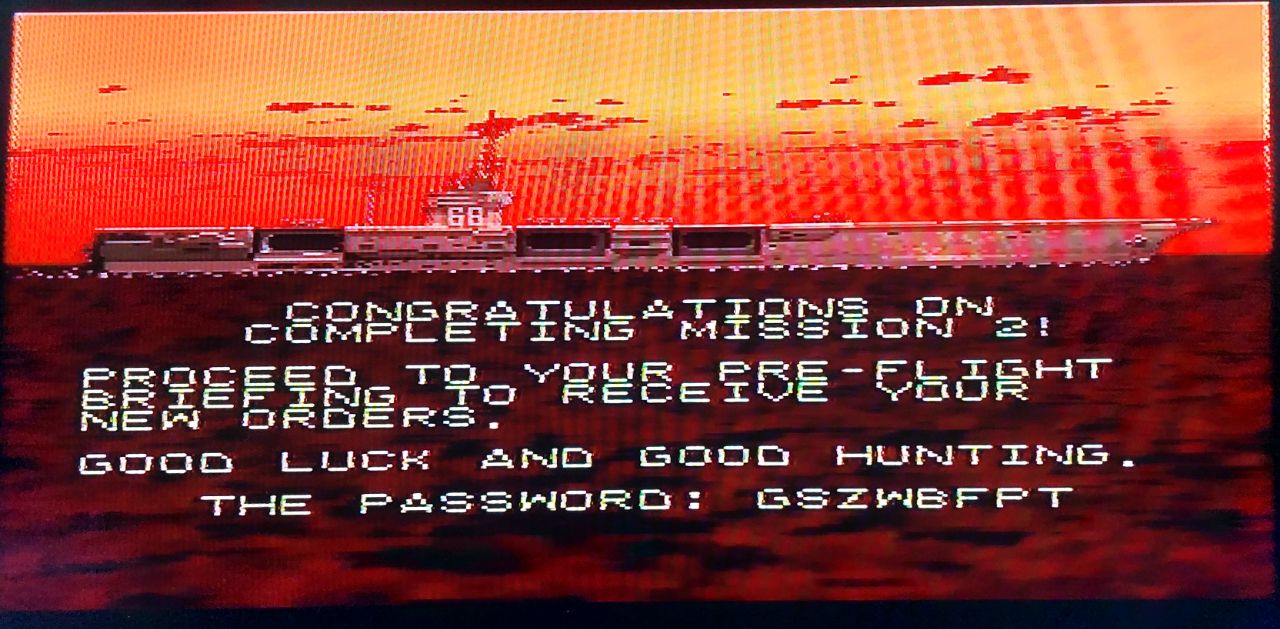 68
CONGRATULATIONS ON
COMPLETING MISSION 2!
PROCEED TO YOUR PRE-FLIGHT
BRIEFING TO RECEIVE YOUR
NEW ORDERS.
GOOD LUCK AND GOOD HUNTING.
THE PASSWORD: GSZWBFPT